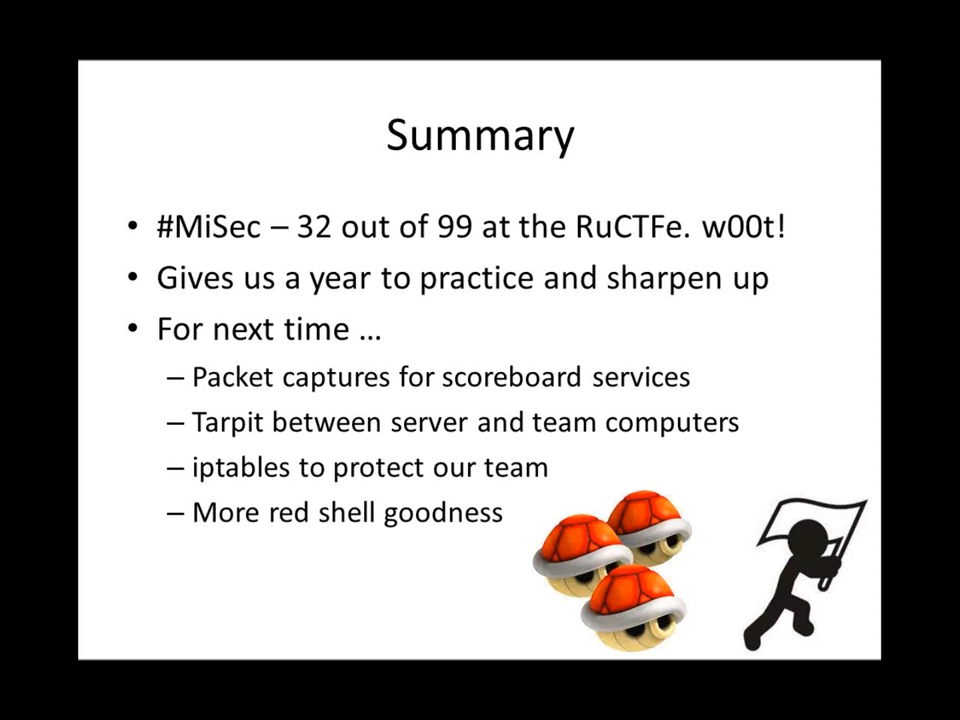 Summary
• #MiSec – 32 out of 99 at the RuCTFe. w00t!
• Gives us a year to practice and sharpen up
• For next time …
– Packet captures for scoreboard services
– Tarpit between server and team computers
– iptables to protect our team
– More red shell goodness